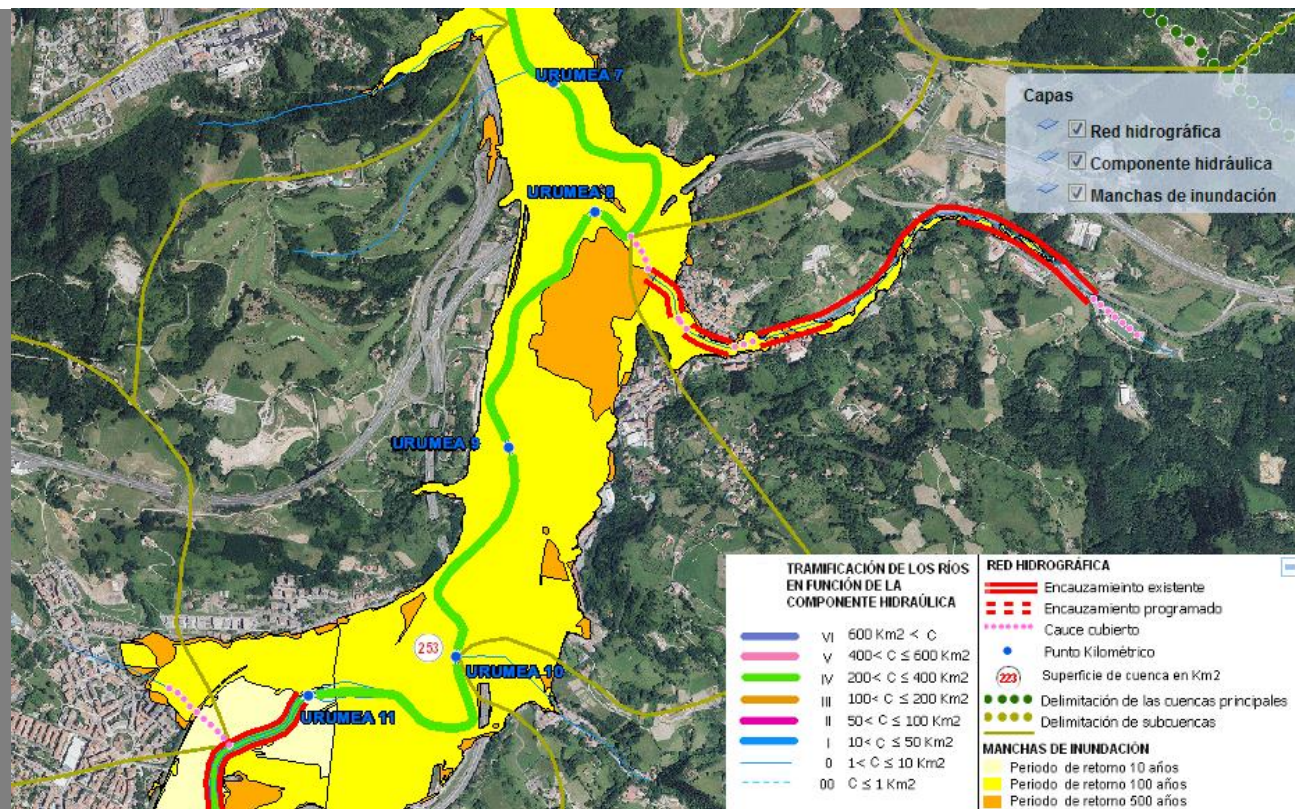 URUMEA 7
Capas
Red hidrográfica
Componente hidráulica
Manchas de inundación
URUMEA 8
URUMEA 9
253
URUMEA 10
URUMEA 11
TRAMIFICACIÓN DE LOS RÍOS
EN FUNCIÓN DE LA
COMPONENTE HIDRAÚLICA
VI 600 Km2 < C
V 400< C ≤ 600 Km2
IV 200< C ≤ 400 Km2
III 100< C ≤ 200 Km2
II 50< C ≤ 100 Km2
I 10< C ≤ 50 Km2
0 1< C ≤ 10 Km2
00 C ≤ 1 Km2
RED HIDROGRÁFICA
Encauzamieinto existente
Encauzamiento programado
Cauce cubierto
Punto Kilométrico
223 Superficie de cuenca en Km2
Delimitación de las cuencas principales
Delimitación de subcuencas
MANCHAS DE INUNDACIÓN
Periodo de retorno 10 años
Periodo de retorno 100 años
Periodo de retorno 500 años